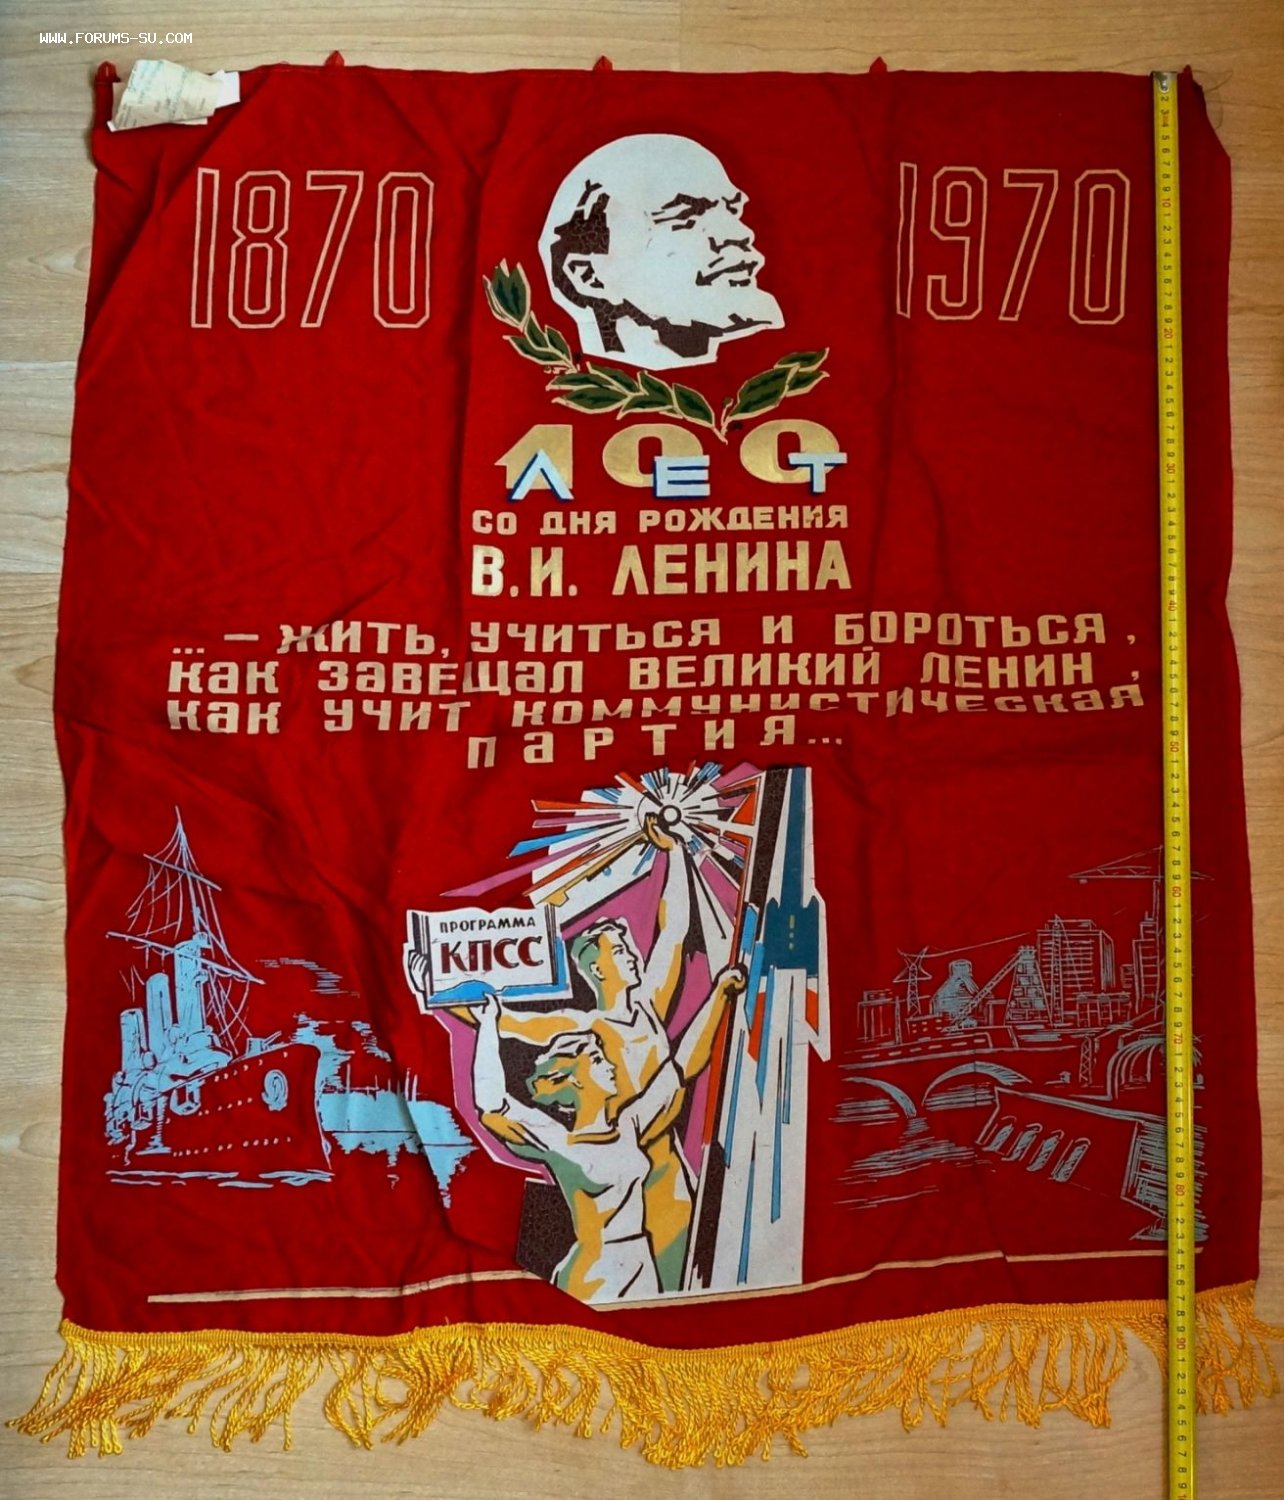 WWW.FORUMS-SU.COM
1870
1970
100
ЛЕТ
СО ДНЯ РОЖДЕНИЯ
В.И. ЛЕНИНА
...– ЖИТЬ, УЧИТЬСЯ И БОРОТЬСЯ,
КАК ЗАВЕЩАЛ ВЕЛИКИЙ ЛЕНИН,
КАК УЧИТ КОММУНИСТИЧЕСКАЯ
ПАРТИЯ...
ПРОГРАММА
КПСС